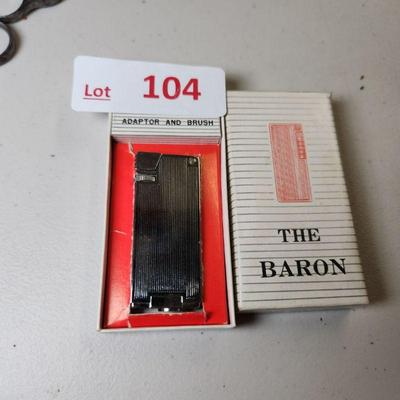 Lot 104
ADAPTOR AND BRUSH
THE
BARON